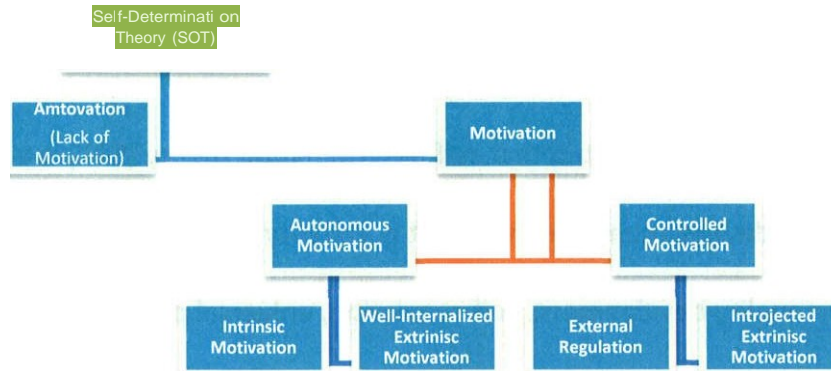 Self-Determinati on
Theory (SOT)
Amtovation
(Lack of
Motivation)
Motivation
Autonomous
Motivation
Controlled
Motivation
Intrinsic
Motivation
Well-Internalized
Extrinisc
Motivation
External
Regulation
Introjected
Extrinisc
Motivation